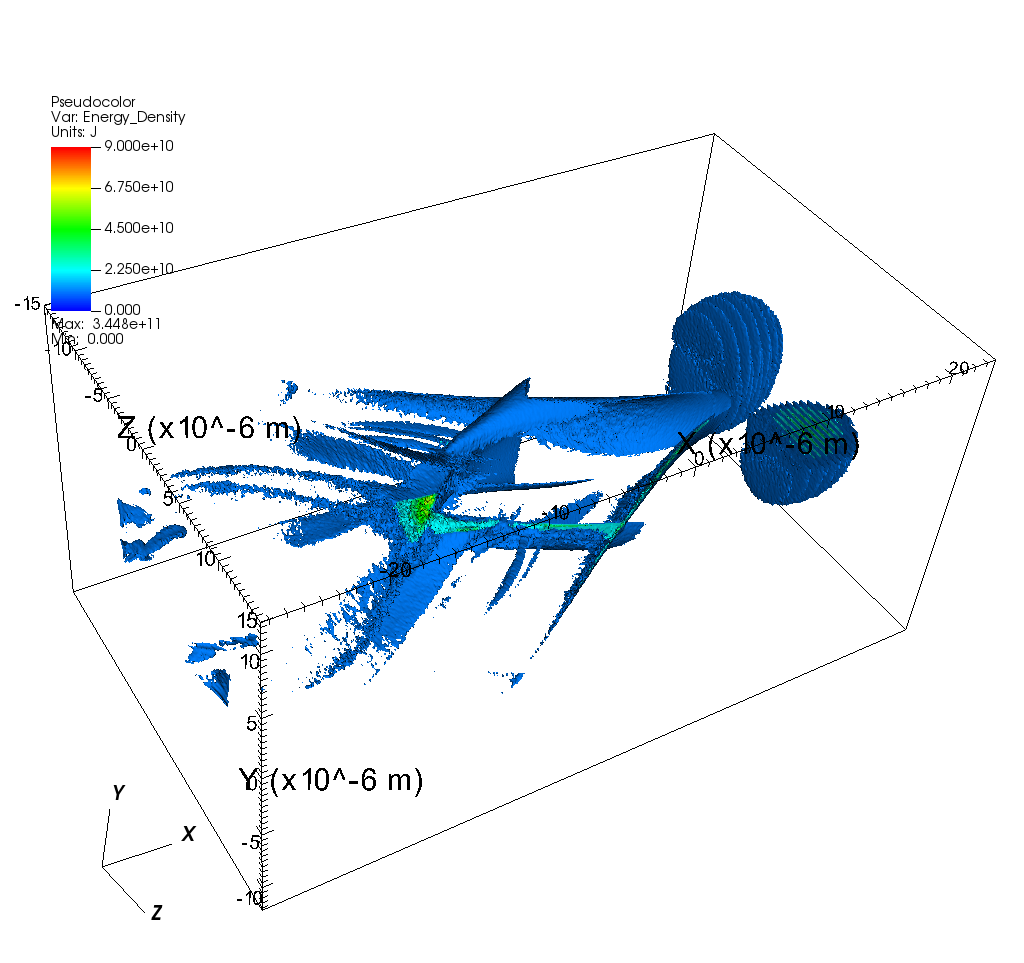 Pseudocolor
Var: Energy_Density
Units: J
9.000e+10
6.750e+10
4.500e+10
2.250e+10
0.000
Max: 3.448e+11
Min: 0.000
-15
-10
-5
0
5
10
15
Z (x10^-6 m)
-20
-10
0
10
20
X (x10^-6 m)
10
5
0
-5
-10
Y (x10^-6 m)
Y
X
Z